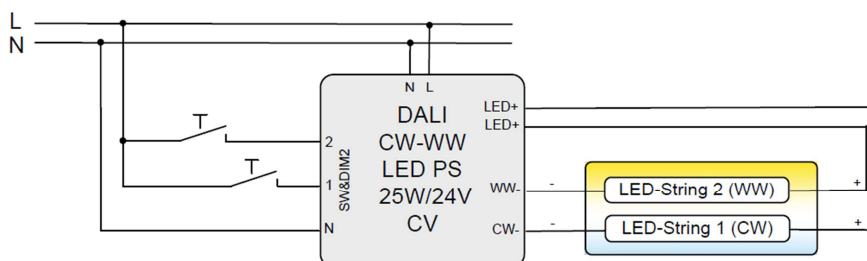 L
N
N L
DALI
CW-WW
LED PS
25W/24V
CV
LED+
LED+
T
2
T
1
SW&DIM2
N
WW-
-
LED-String 2 (WW)
+
CW-
-
LED-String 1 (CW)
+